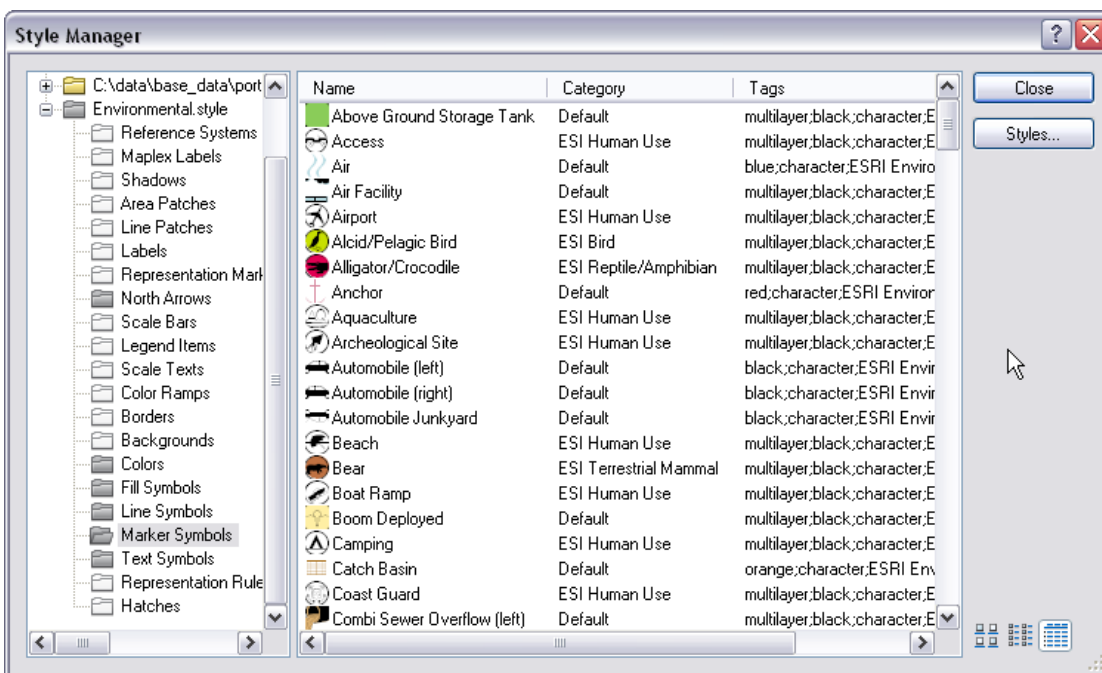 Style Manager
C:\data\base_data\port
Environmental.style
Reference Systems
Maplex Labels
Shadows
Area Patches
Line Patches
Labels
Representation Mark
North Arrows
Scale Bars
Legend Items
Scale Texts
Color Ramps
Borders
Backgrounds
Colors
Fill Symbols
Line Symbols
Marker Symbols
Text Symbols
Representation Rule
Hatches
Name Category Tags
Above Ground Storage Tank Default multilayer;black;character;E
Access ESI Human Use multilayer;black;character;E
Air Default blue;character;ESRI Enviro
Air Facility Default multilayer;black;character;E
Airport ESI Human Use multilayer;black;character;E
Alcid/Pelagic Bird ESI Bird multilayer;black;character;E
Alligator/Crocodile ESI Reptile/Amphibian multilayer;black;character;E
Anchor Default red;character;ESRI Environ
Aquaculture ESI Human Use multilayer;black;character;E
Archeological Site ESI Human Use multilayer;black;character;E
Automobile (left) Default black;character;ESRI Envir
Automobile (right) Default black;character;ESRI Envir
Automobile Junkyard Default black;character;ESRI Envir
Beach ESI Human Use multilayer;black;character;E
Bear ESI Terrestrial Mammal multilayer;black;character;E
Boat Ramp ESI Human Use multilayer;black;character;E
Boom Deployed Default multilayer;black;character;E
Camping ESI Human Use multilayer;black;character;E
Catch Basin Default orange;character;ESRI Env
Coast Guard ESI Human Use multilayer;black;character;E
Combi Sewer Overflow (left) Default multilayer;black;character;E
Close
Styles...